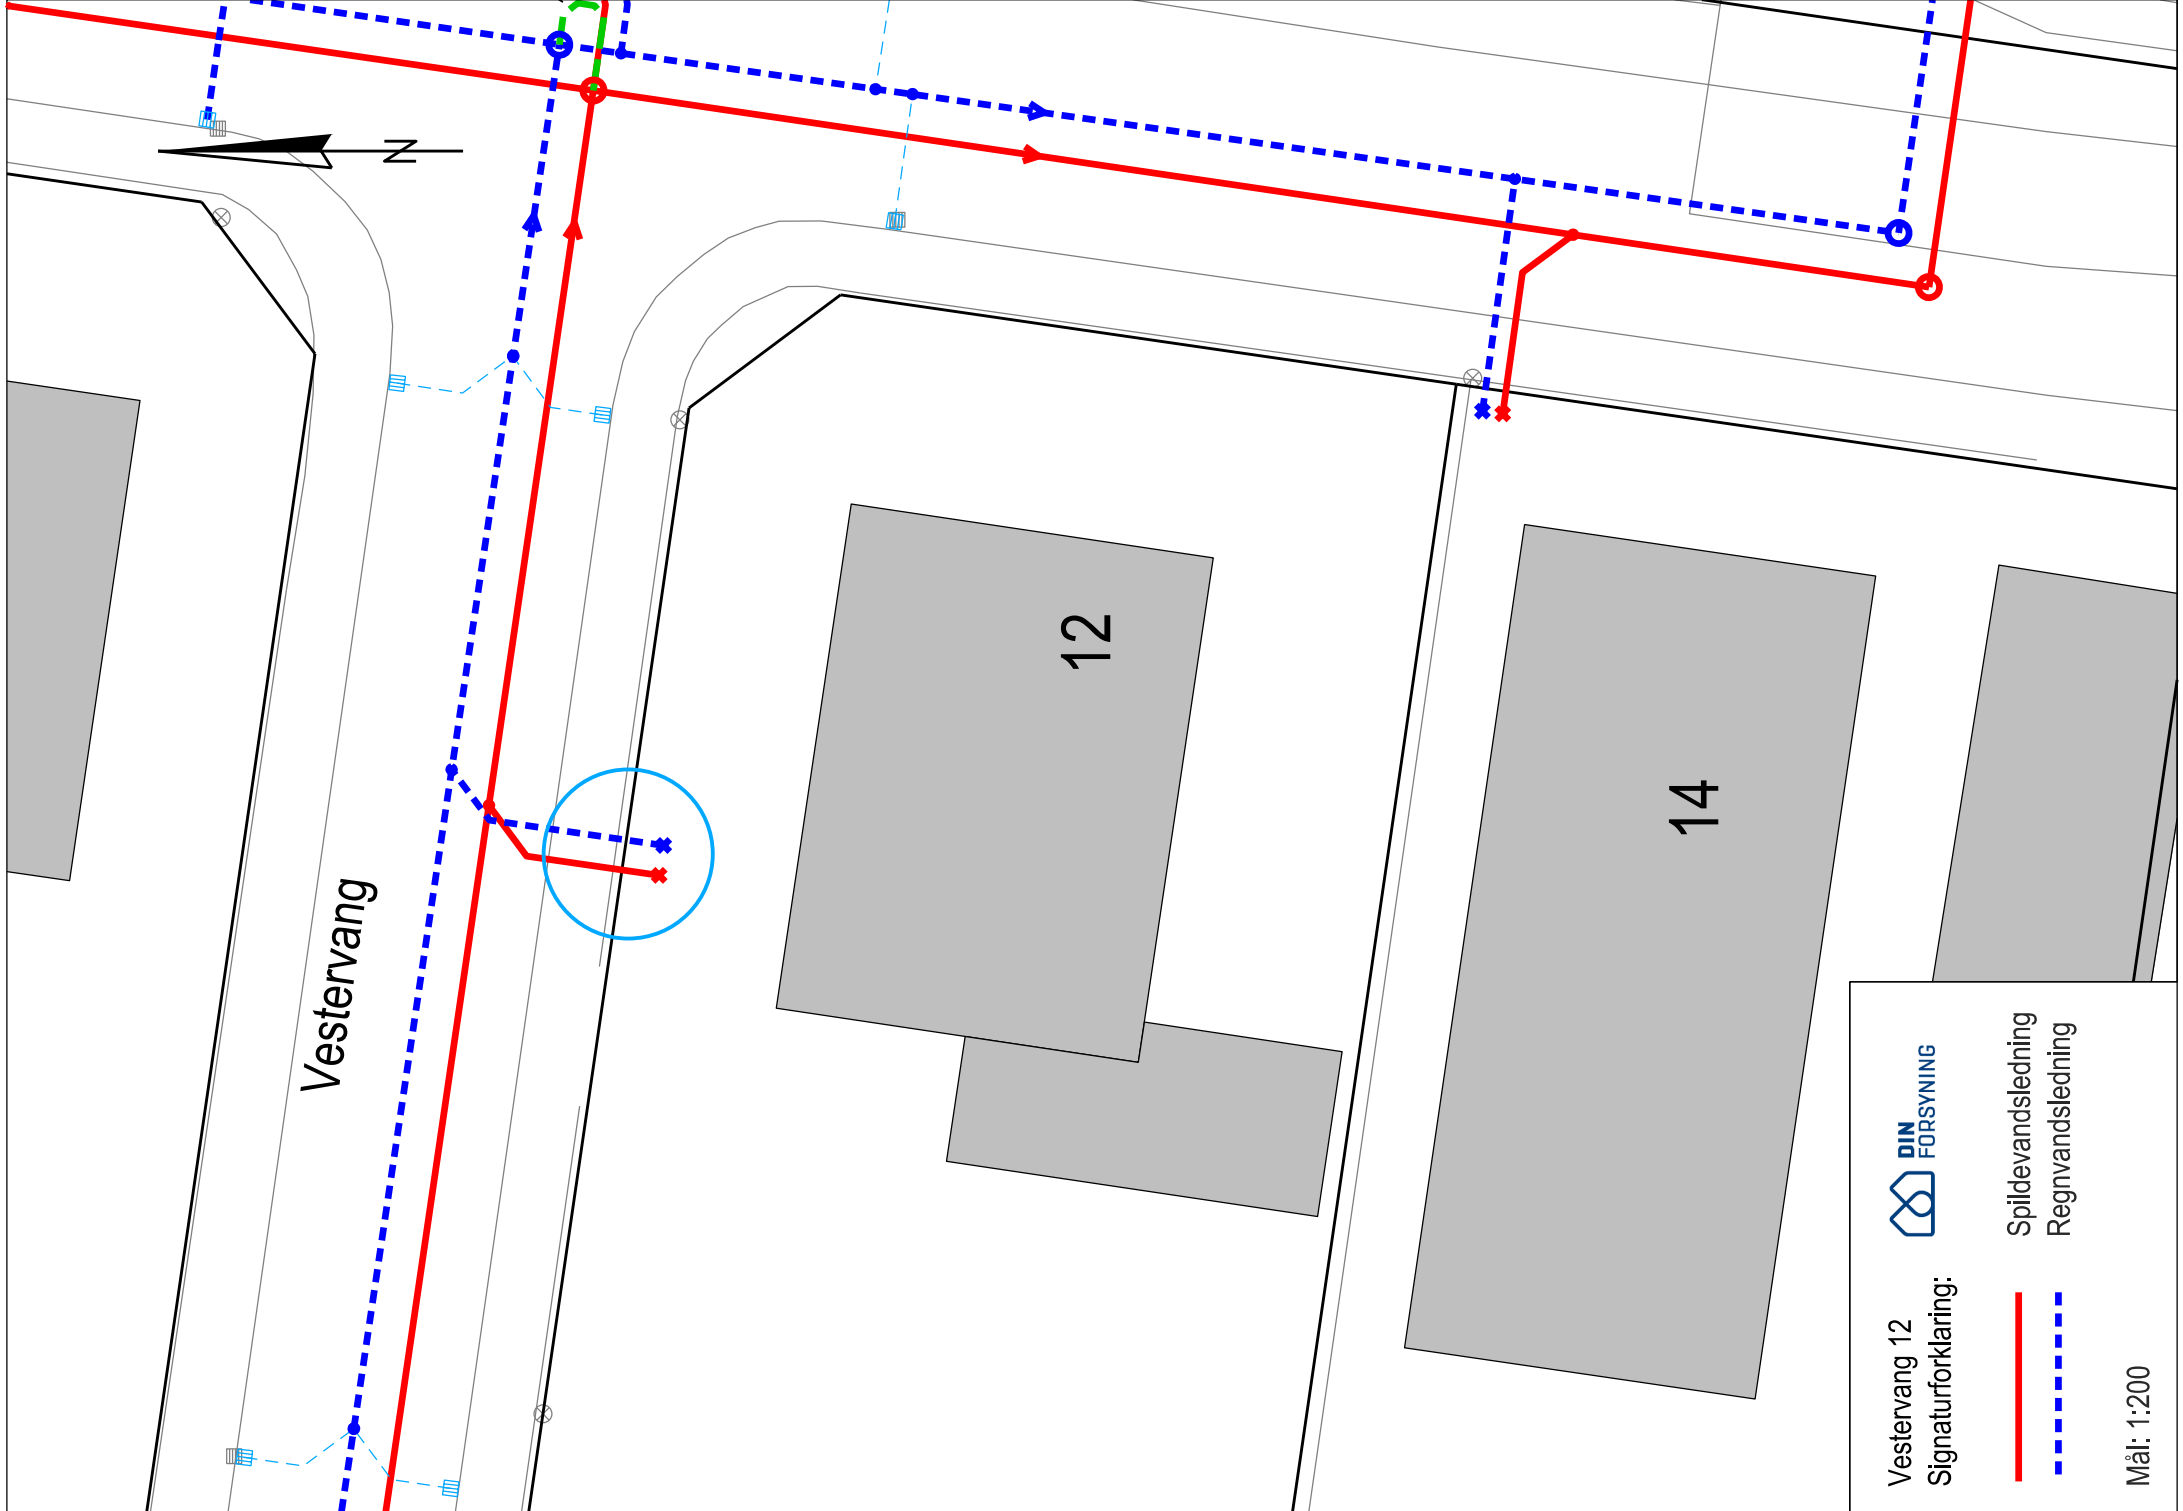 N
Vestervang
12
14
DIN
FORSYNING
Vestervang 12
Signaturforklaring:
Spildevandsledning
Regnvandsledning
Mål: 1:200